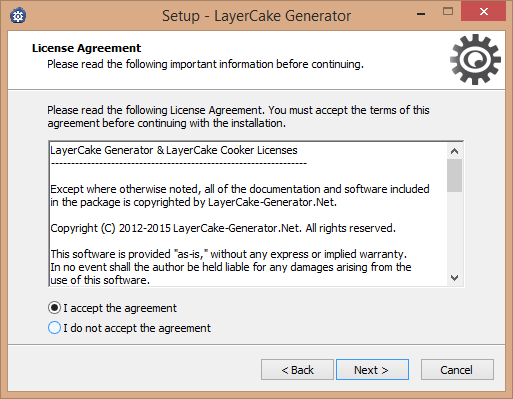 Setup - LayerCake Generator
License Agreement
Please read the following important information before continuing.
Please read the following License Agreement. You must accept the terms of this
agreement before continuing with the installation.
LayerCake Generator & LayerCake Cooker Licenses
----------------------------------------------------------------
Except where otherwise noted, all of the documentation and software included
in the package is copyrighted by LayerCake-Generator.Net.
Copyright (C) 2012-2015 LayerCake-Generator.Net. All rights reserved.
This software is provided "as-is," without any express or implied warranty.
In no event shall the author be held liable for any damages arising from the
use of this software.
I accept the agreement
I do not accept the agreement
< Back Next > Cancel